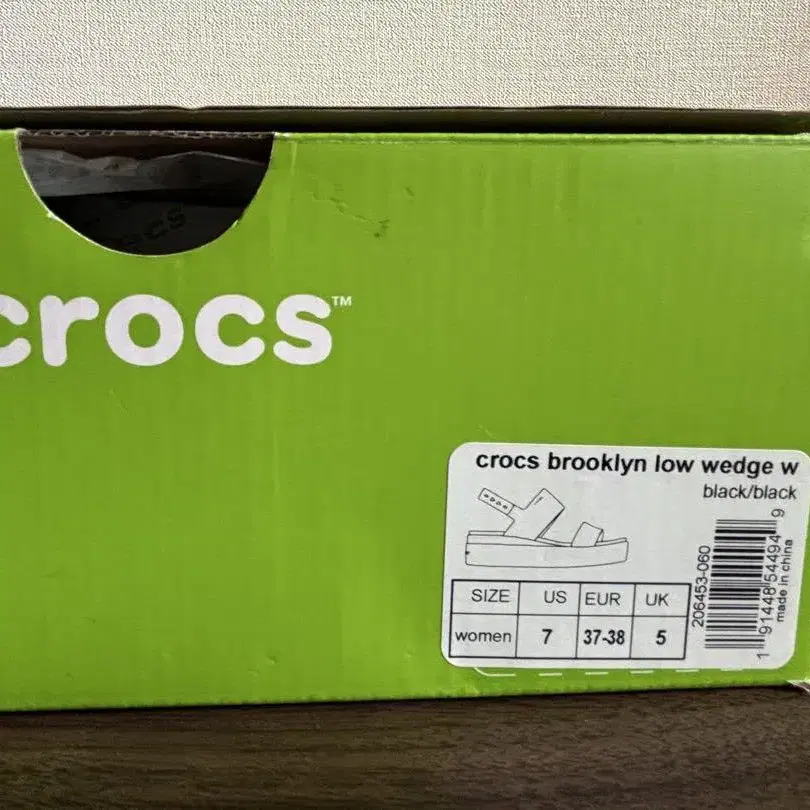 crocs™
crocs brooklyn low wedge w
black/black
SIZE US EUR UK
women 7 37-38 5
206453-060
1 91448 54494 9
made in china